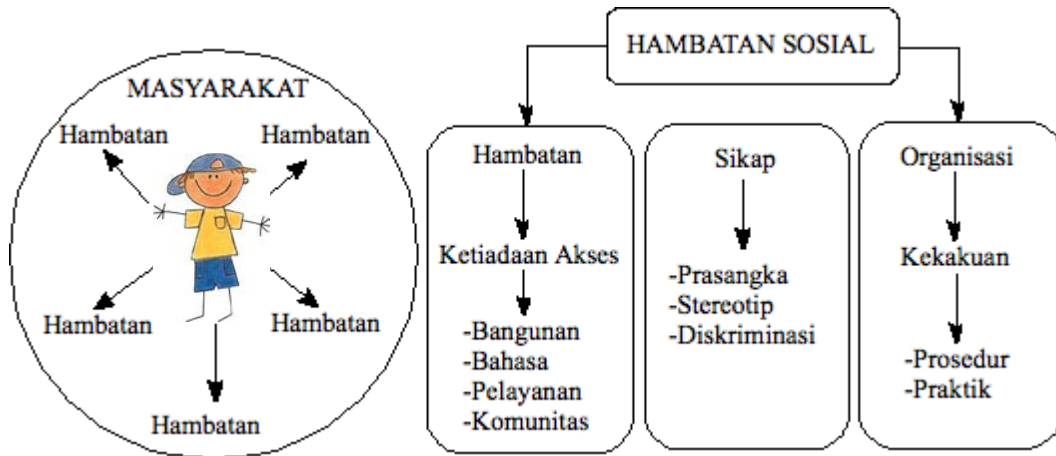 MASYARAKAT
Hambatan
Hambatan
Hambatan
Hambatan
Hambatan
HAMBATAN SOSIAL
Hambatan
Ketiadaan Akses
-Bangunan
-Bahasa
-Pelayanan
-Komunitas
Sikap
-Prasangka
-Stereotip
-Diskriminasi
Organisasi
Kekakuan
-Prosedur
-Praktik